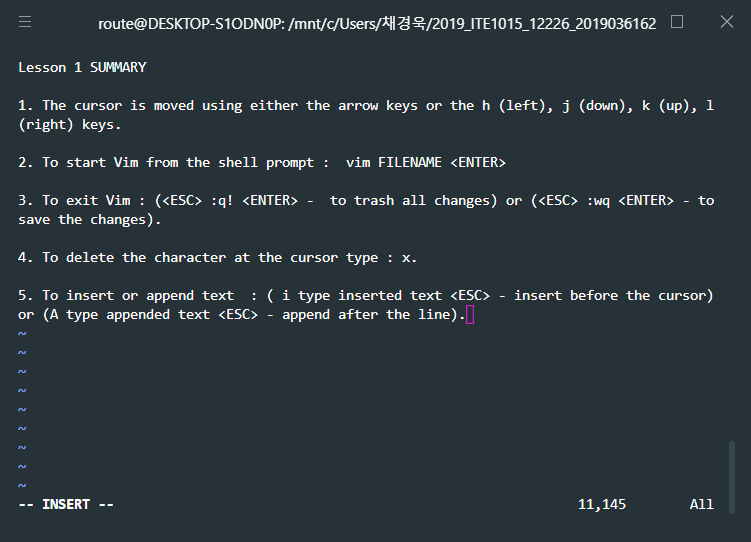 route@DESKTOP-S1ODN0P: /mnt/c/Users/채경욱/2019_ITE1015_12226_2019036162
Lesson 1 SUMMARY
1. The cursor is moved using either the arrow keys or the h (left), j (down), k (up), l
(right) keys.
2. To start Vim from the shell prompt :  vim FILENAME <ENTER>
3. To exit Vim : (<ESC> :q! <ENTER> -  to trash all changes) or (<ESC> :wq <ENTER> - to
save the changes).
4. To delete the character at the cursor type : x.
5. To insert or append text  : ( i type inserted text <ESC> - insert before the cursor)
or (A type appended text <ESC> - append after the line).
~
~
~
~
~
~
~
~
~
-- INSERT -- 11,145 All